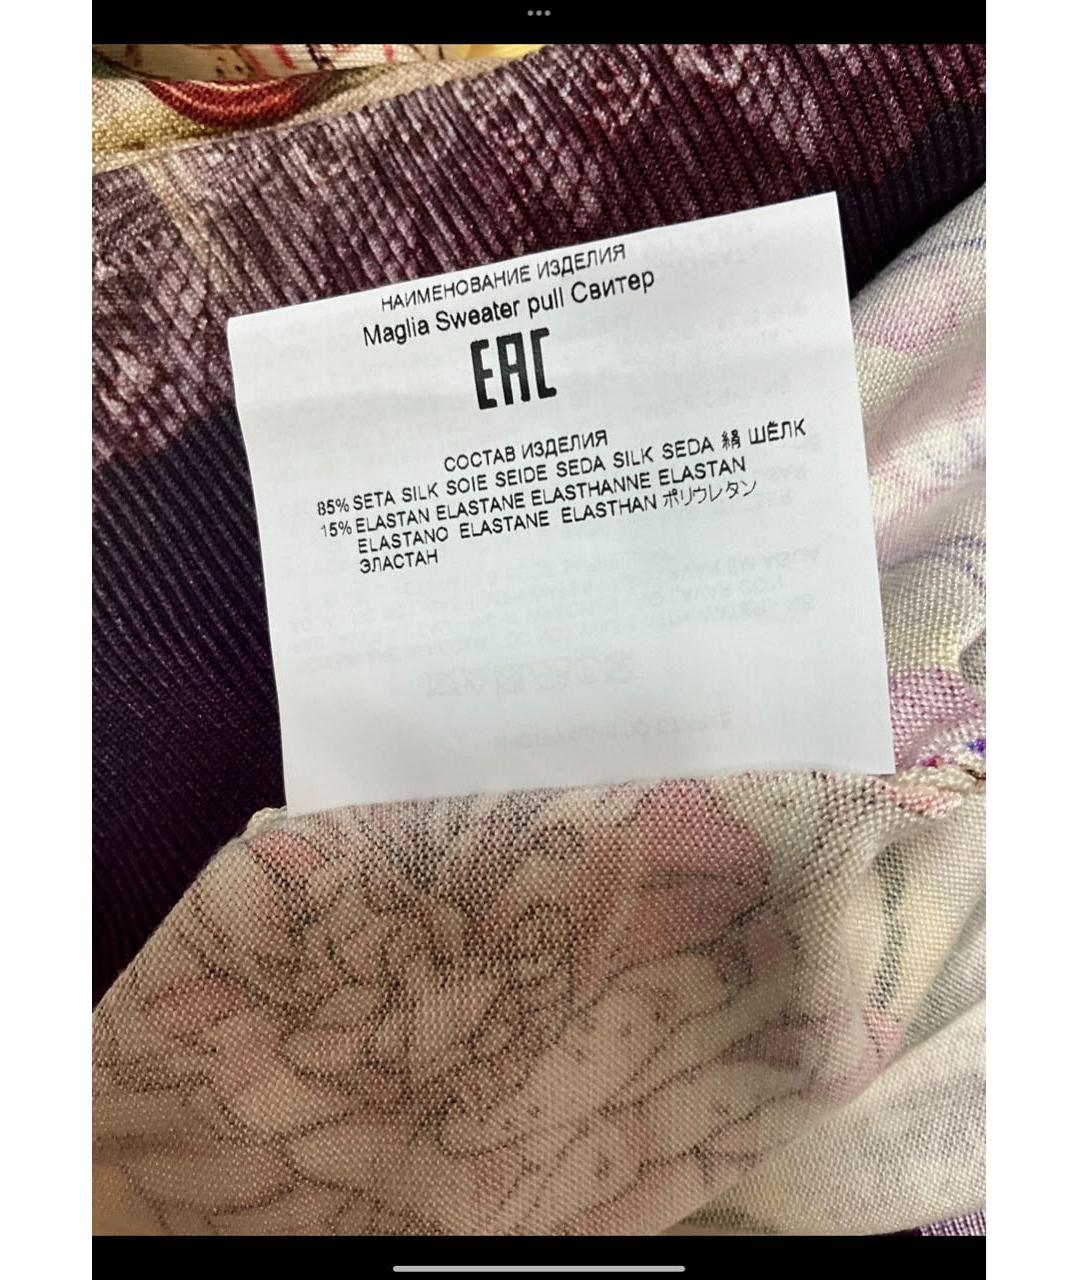 НАИМЕНОВАНИЕ ИЗДЕЛИЯ
Maglia Sweater pull Свитер
EAC
СОСТАВ ИЗДЕЛИЯ
85% SETA SILK SOIE SEIDE SEDA SILK SEDA 絹 ШЁЛК
15% ELASTAN ELASTANE ELASTHANNE ELASTAN
ELASTANO ELASTANE ELASTHAN ポリウレタン
ЭЛАСТАН